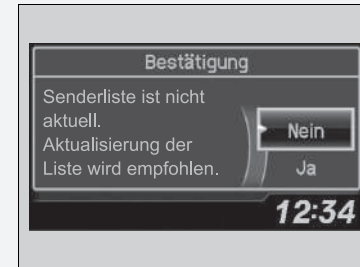 Bestätigung
Senderliste ist nicht
aktuell.
Aktualisierung der
Liste wird empfohlen.
Nein
Ja
12:34